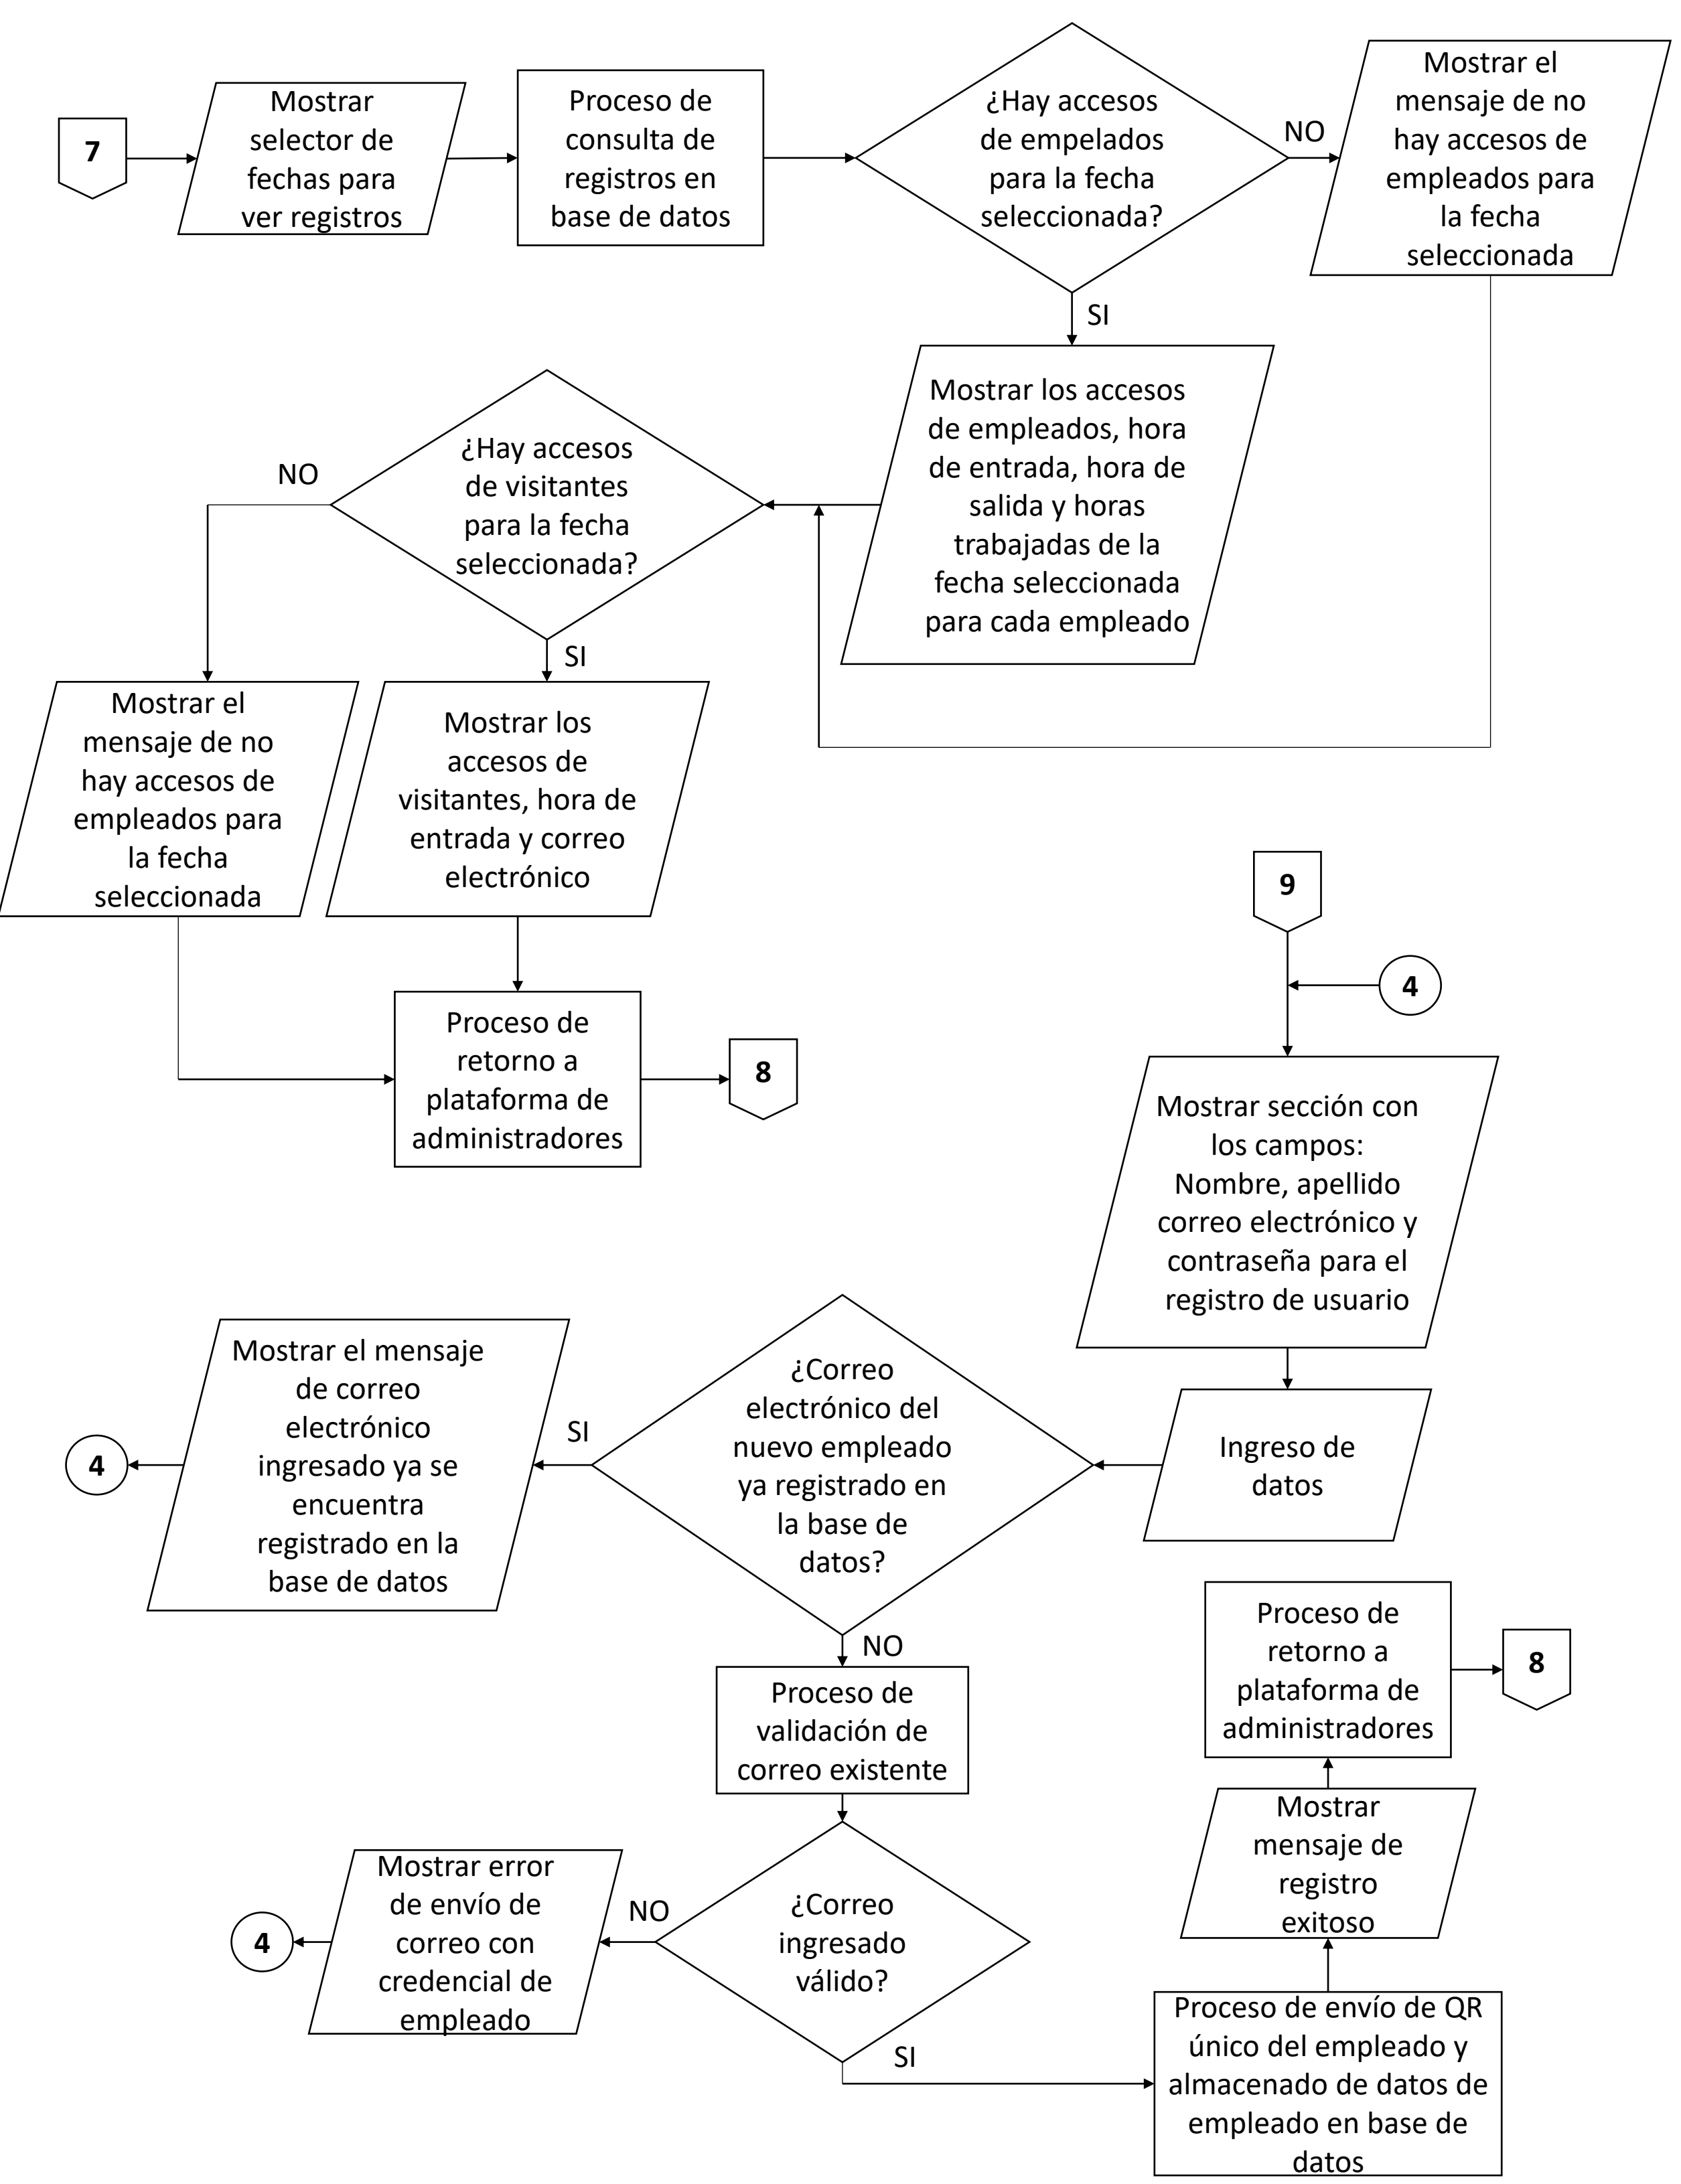 7
Mostrar
selector de
fechas para
ver registros
Proceso de
consulta de
registros en
base de datos
¿Hay accesos
de empelados
para la fecha
seleccionada?
NO
Mostrar el
mensaje de no
hay accesos de
empleados para
la fecha
seleccionada
SI
Mostrar los accesos
de empleados, hora
de entrada, hora de
salida y horas
trabajadas de la
fecha seleccionada
para cada empleado
¿Hay accesos
de visitantes
para la fecha
seleccionada?
NO
SI
Mostrar el
mensaje de no
hay accesos de
empleados para
la fecha
seleccionada
Mostrar los
accesos de
visitantes, hora de
entrada y correo
electrónico
Proceso de
retorno a
plataforma de
administradores
8
9
4
Mostrar sección con
los campos:
Nombre, apellido
correo electrónico y
contraseña para el
registro de usuario
Ingreso de
datos
¿Correo
electrónico del
nuevo empleado
ya registrado en
la base de
datos?
SI
Mostrar el mensaje
de correo
electrónico
ingresado ya se
encuentra
registrado en la
base de datos
4
NO
Proceso de
validación de
correo existente
¿Correo
ingresado
válido?
NO
Mostrar error
de envío de
correo con
credencial de
empleado
4
SI
Proceso de envío de QR
único del empleado y
almacenado de datos de
empleado en base de
datos
Mostrar
mensaje de
registro
exitoso
Proceso de
retorno a
plataforma de
administradores
8